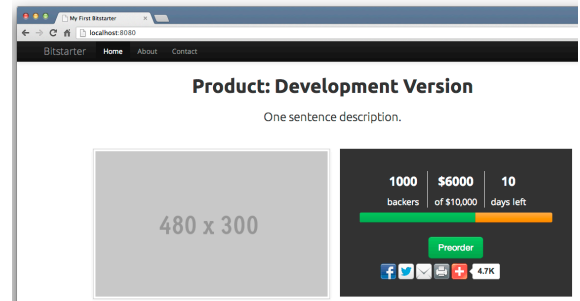 My First Bitstarter
localhost:8080
Bitstarter Home About Contact
Product: Development Version
One sentence description.
480 x 300
1000 $6000 10
backers of $10,000 days left
Preorder
4.7K